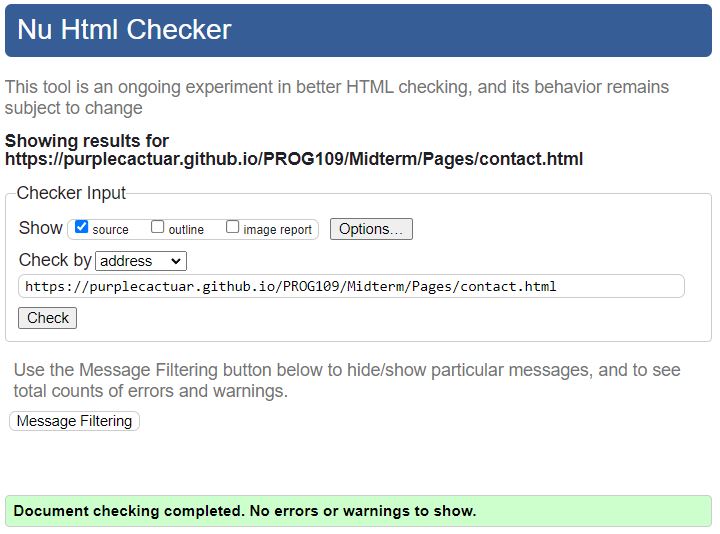 Nu Html Checker
This tool is an ongoing experiment in better HTML checking, and its behavior remains
subject to change
Showing results for
https://purplecactuar.github.io/PROG109/Midterm/Pages/contact.html
Checker Input
Show source outline image report Options...
Check by address
https://purplecactuar.github.io/PROG109/Midterm/Pages/contact.html
Check
Use the Message Filtering button below to hide/show particular messages, and to see
total counts of errors and warnings.
Message Filtering
Document checking completed. No errors or warnings to show.